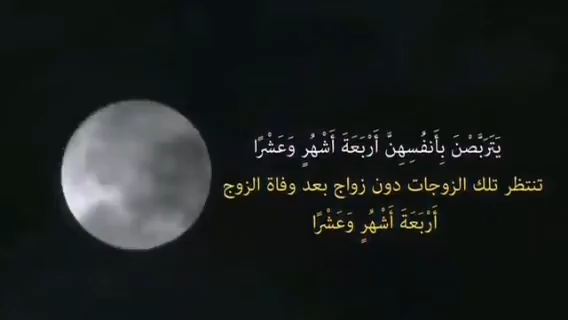 يَتَرَبَّصْنَ بِأَنفُسِهِنَّ أَرْبَعَةَ أَشْهُرٍ وَعَشْرًا
تنتظر تلك الزوجات دون زواج بعد وفاة الزوج
أَرْبَعَةَ أَشْهُرٍ وَعَشْرًا